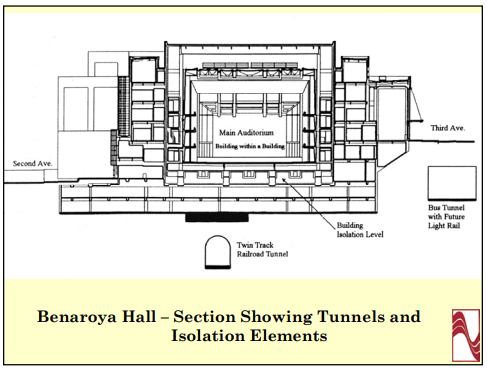 Main Auditorium
Building within a Building
Third Ave.
Second Ave.
Building
Isolation Level
Bus Tunnel
with Future
Light Rail
Twin Track
Railroad Tunnel
Benaroya Hall – Section Showing Tunnels and
Isolation Elements